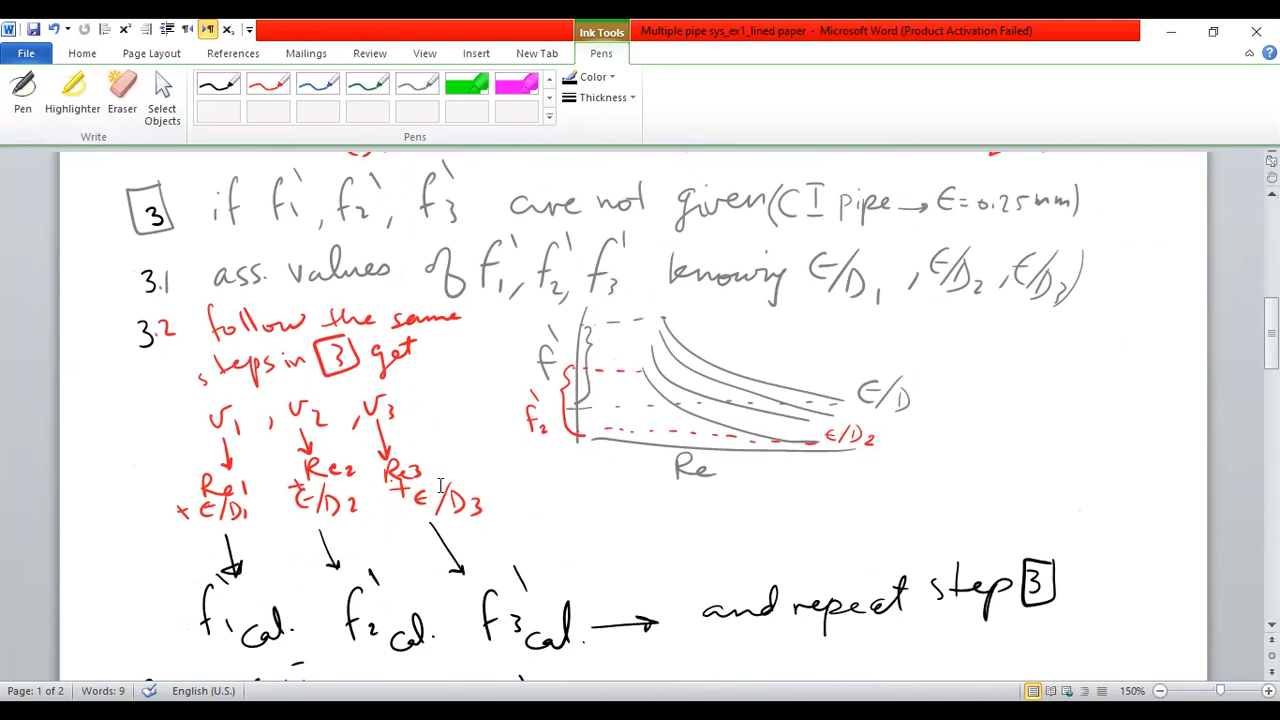 Ink Tools
Multiple pipe sys_ex1_lined paper - Microsoft Word (Product Activation Failed)
File Home Page Layout References Mailings Review View Insert New Tab Pens
Pen Highlighter Eraser Select Objects
Color
Thickness
Write Pens
3 if f1`, f2`, f3` are not given (CI pipe → ϵ = 0.25mm)
3.1 ass. values of f1`, f2`, f3` knowing ϵ/D1, ϵ/D2, ϵ/D3)
3.2 follow the same
steps in 3 get
f`
ϵ/D
v1, v2, v3
f2`
ϵ/D2
Re1 Re2 Re3
Re
+ ϵ/D1 + ϵ/D2 + ϵ/D3
f1` cal. f2` cal. f3` cal. → and repeat step 3
Page: 1 of 2 Words: 9 English (U.S.) 150%